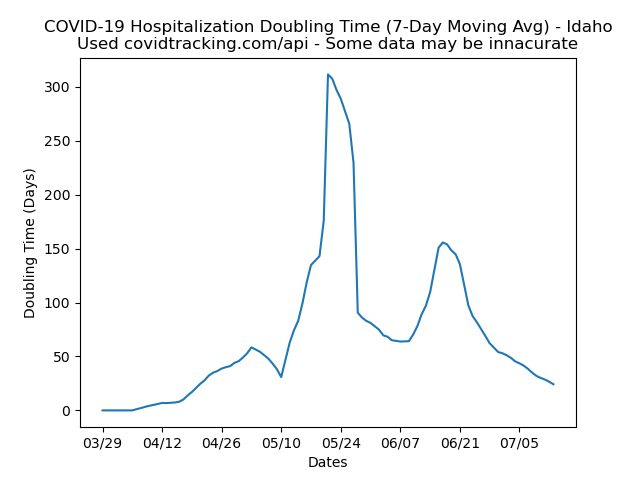 COVID-19 Hospitalization Doubling Time (7-Day Moving Avg) - Idaho
Used covidtracking.com/api - Some data may be innacurate
300
250
200
150
100
50
0
Doubling Time (Days)
03/29 04/12 04/26 05/10 05/24 06/07 06/21 07/05
Dates